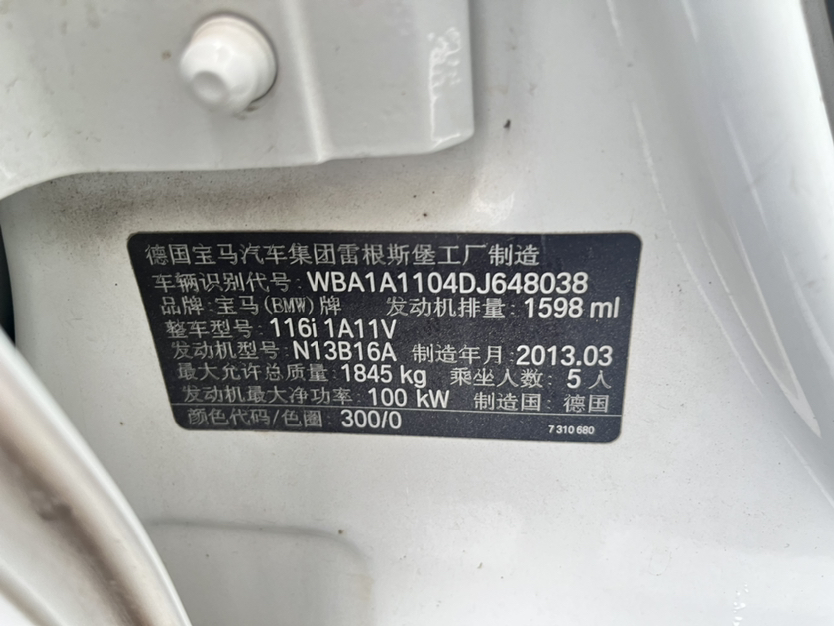 德国宝马汽车集团雷根斯堡工厂制造
车辆识别代号: WBA1A1104DJ648038
品牌: 宝马(BMW)牌 发动机排量: 1598 ml
整车型号: 116i 1A11V
发动机型号: N13B16A 制造年月: 2013.03
最大允许总质量: 1845 kg 乘坐人数: 5 人
发动机最大净功率: 100 kW 制造国: 德国
颜色代码/色圈: 300/0 7 310 680